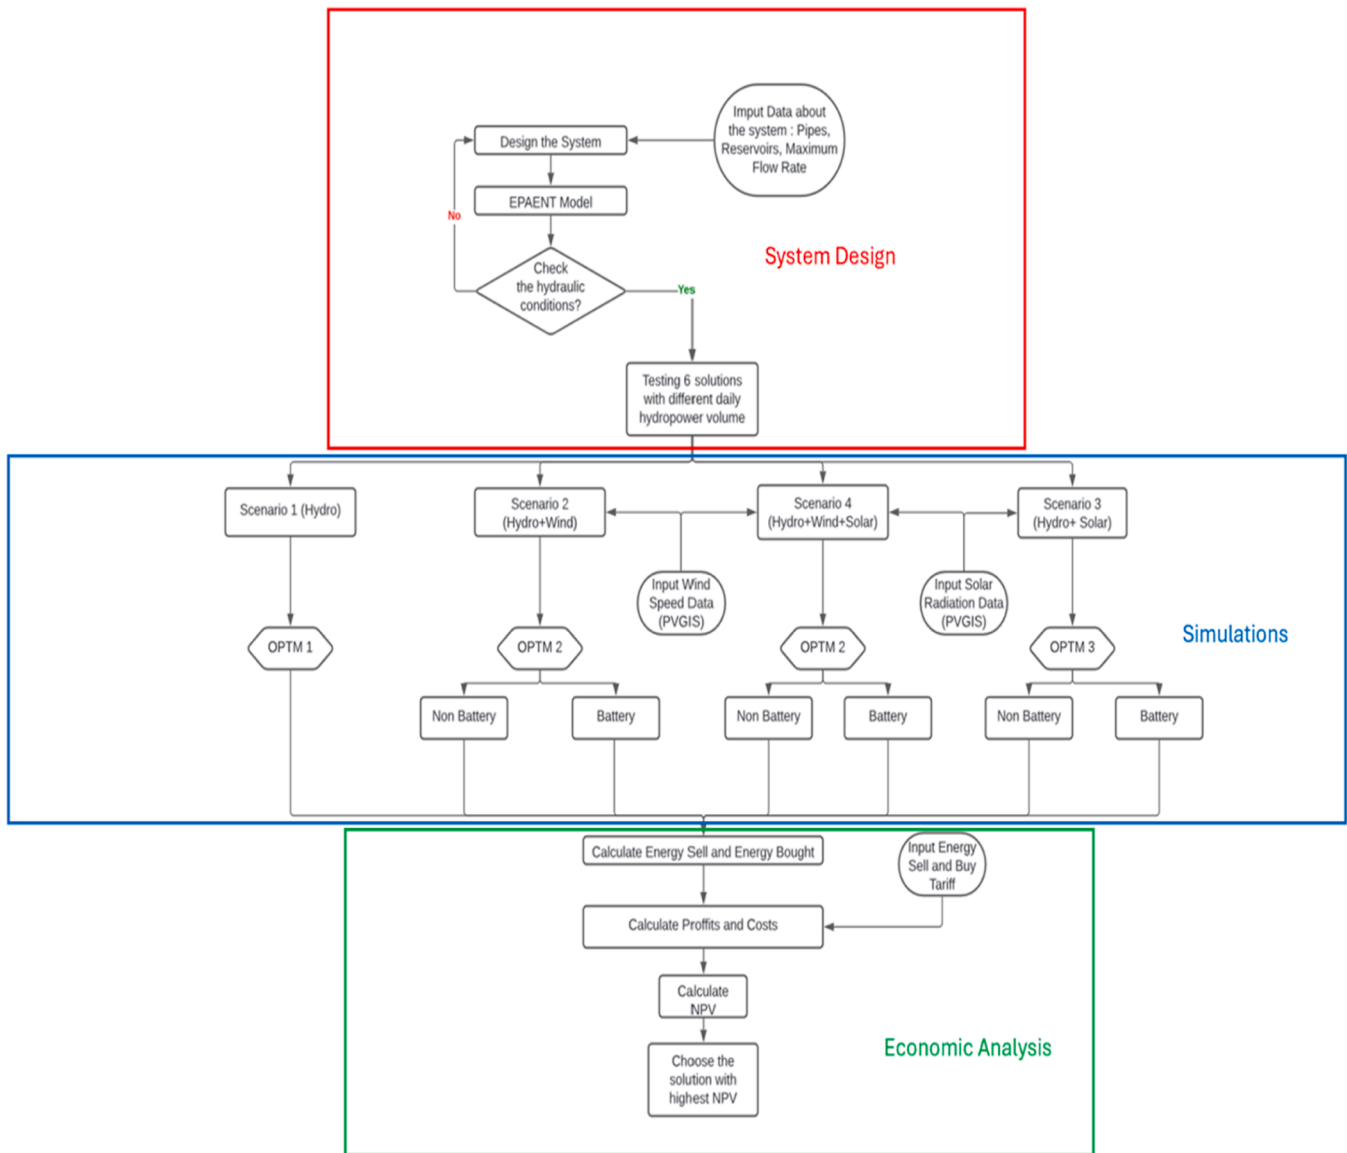 Imput Data about
the system : Pipes,
Reservoirs, Maximum
Flow Rate
Design the System
EPAENT Model
No
Check
the hydraulic
conditions?
Yes
System Design
Testing 6 solutions
with different daily
hydropower volume
Scenario 1 (Hydro)
Scenario 2
(Hydro+Wind)
Scenario 4
(Hydro+Wind+Solar)
Scenario 3
(Hydro+ Solar)
Input Wind
Speed Data
(PVGIS)
Input Solar
Radiation Data
(PVGIS)
Simulations
OPTM 1
OPTM 2
OPTM 2
OPTM 3
Non Battery
Battery
Non Battery
Battery
Non Battery
Battery
Calculate Energy Sell and Energy Bought
Input Energy
Sell and Buy
Tariff
Calculate Proffits and Costs
Calculate
NPV
Economic Analysis
Choose the
solution with
highest NPV